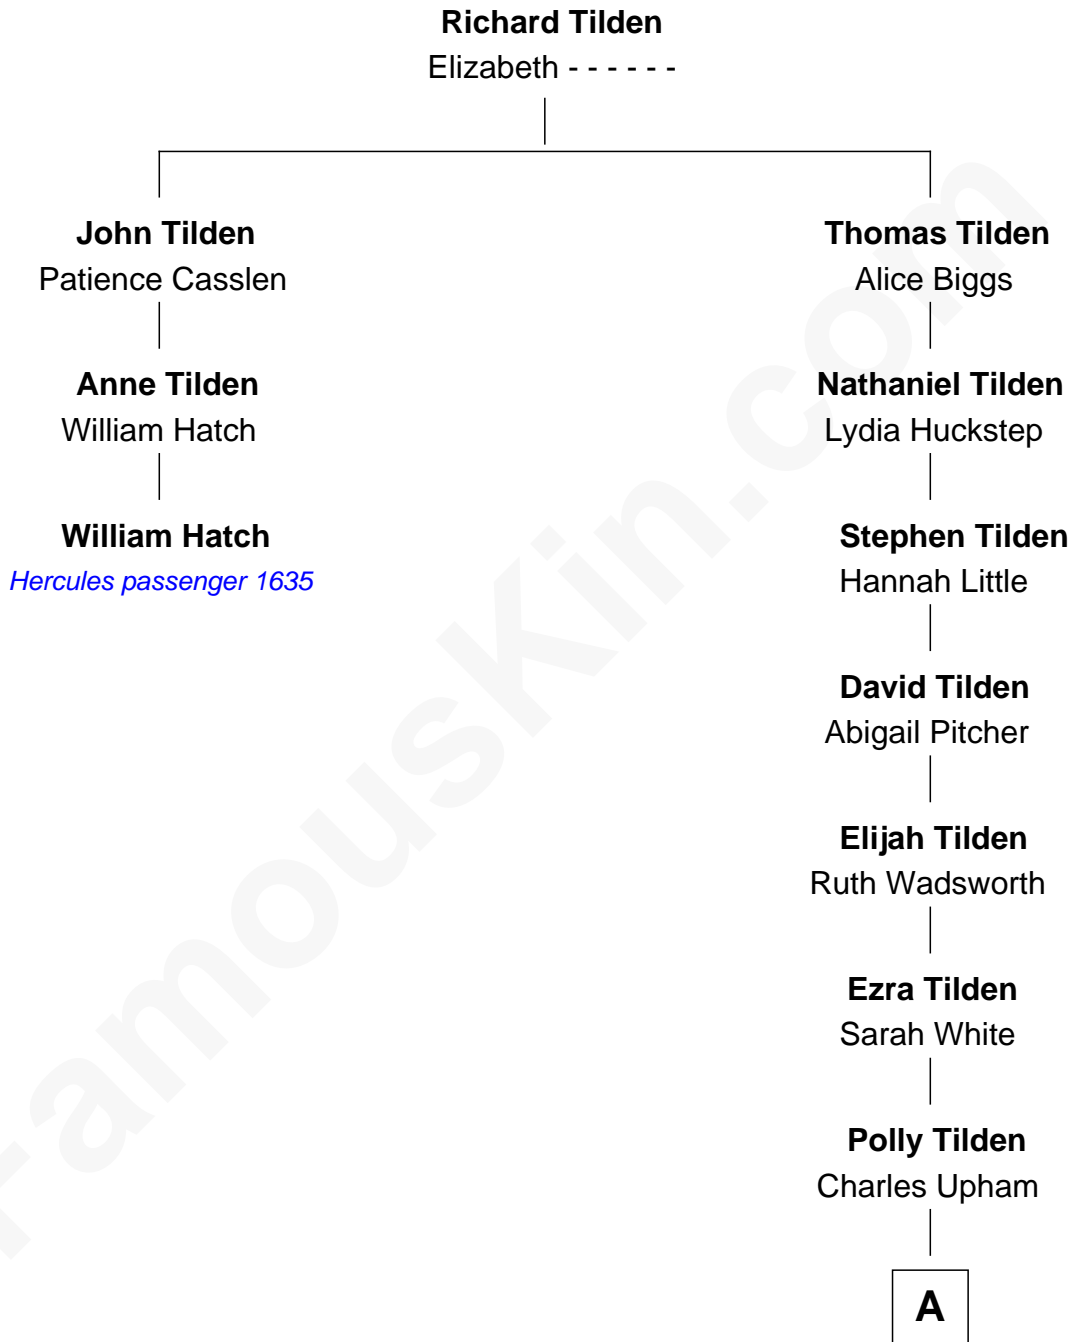 Richard Tilden
Elizabeth - - - - - -
John Tilden
Patience Casslen
Thomas Tilden
Alice Biggs
Anne Tilden
William Hatch
Nathaniel Tilden
Lydia Huckstep
William Hatch
Hercules passenger 1635
Stephen Tilden
Hannah Little
David Tilden
Abigail Pitcher
Elijah Tilden
Ruth Wadsworth
Ezra Tilden
Sarah White
Polly Tilden
Charles Upham
A
FamousKin.com